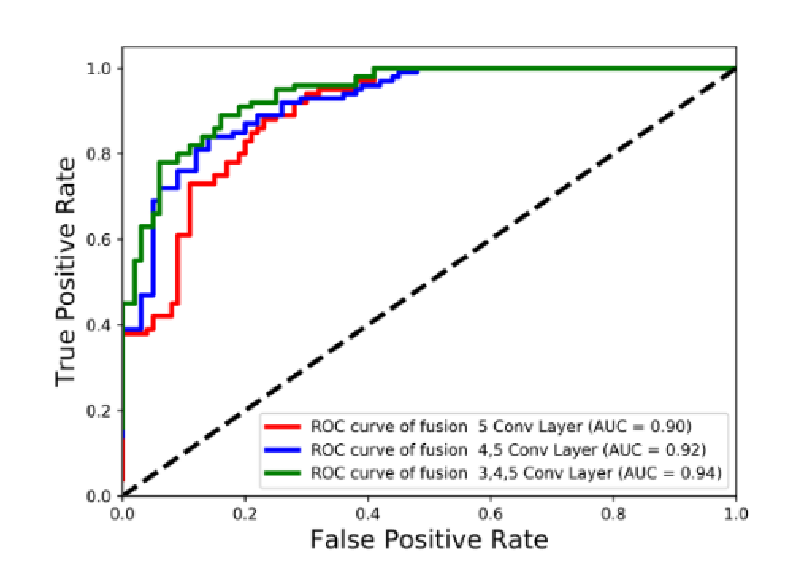 1.0
0.8
0.6
0.4
0.2
0.0
True Positive Rate
ROC curve of fusion 5 Conv Layer (AUC = 0.90)
ROC curve of fusion 4,5 Conv Layer (AUC = 0.92)
ROC curve of fusion 3,4,5 Conv Layer (AUC = 0.94)
0.0 0.2 0.4 0.6 0.8 1.0
False Positive Rate